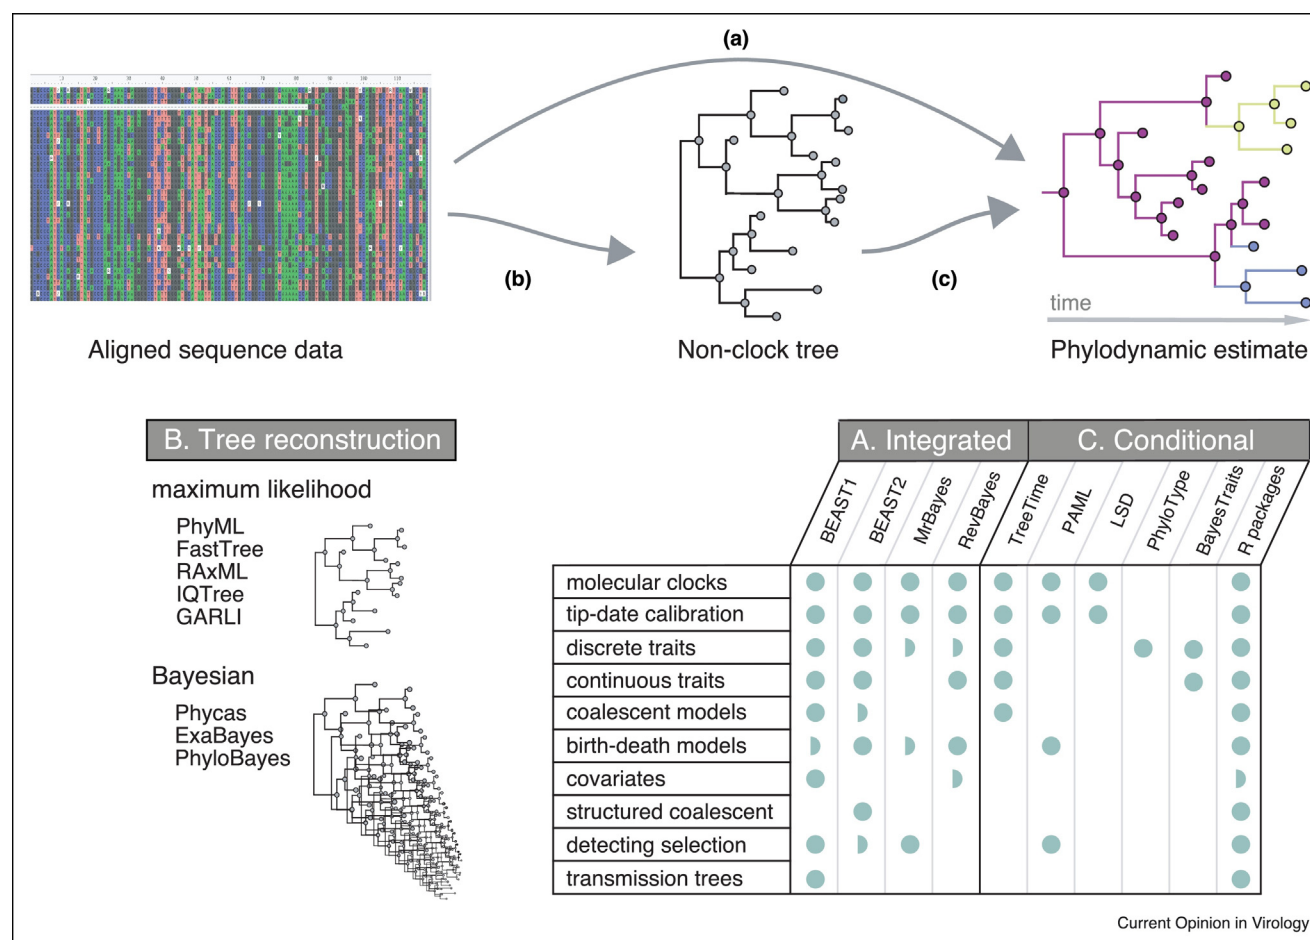 (a)
(b)
(c)
time
Aligned sequence data
Non-clock tree
Phylodynamic estimate
B. Tree reconstruction
maximum likelihood
PhyML
FastTree
RAxML
IQTree
GARLI
Bayesian
Phycas
ExaBayes
PhyloBayes
A. Integrated
C. Conditional
BEAST1
BEAST2
MrBayes
RevBayes
TreeTime
PAML
LSD
PhyloType
BayesTraits
R packages
molecular clocks
tip-date calibration
discrete traits
continuous traits
coalescent models
birth-death models
covariates
structured coalescent
detecting selection
transmission trees
Current Opinion in Virology